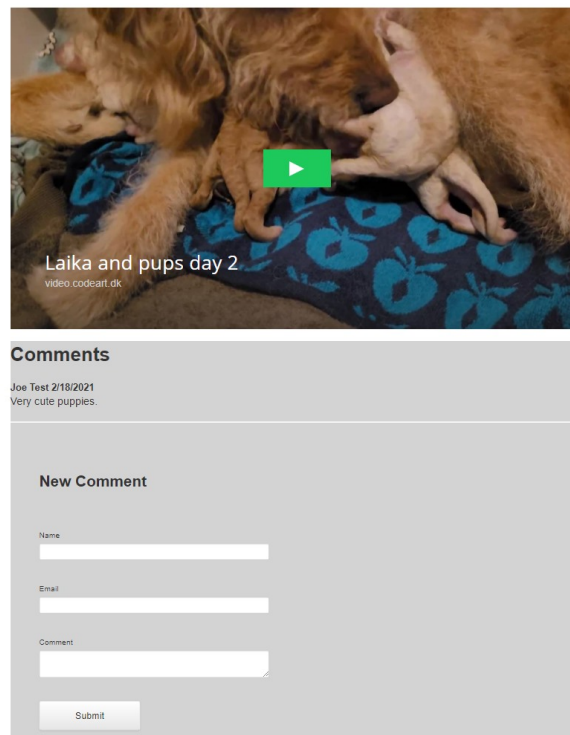 Laika and pups day 2
video.codeart.dk
Comments
Joe Test 2/18/2021
Very cute puppies.
New Comment
Name
Email
Comment
Submit